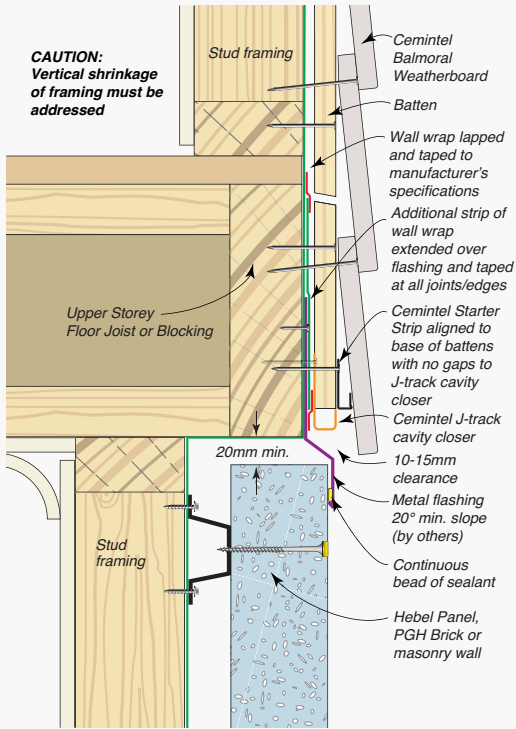 CAUTION:
Vertical shrinkage
of framing must be
addressed
Stud framing
Cemintel
Balmoral
Weatherboard
Batten
Wall wrap lapped
and taped to
manufacturer's
specifications
Additional strip of
wall wrap
extended over
flashing and taped
at all joints/edges
Upper Storey
Floor Joist or Blocking
Cemintel Starter
Strip aligned to
base of battens
with no gaps to
J-track cavity
closer
Cemintel J-track
cavity closer
20mm min.
10-15mm
clearance
Metal flashing
20° min. slope
(by others)
Stud
framing
Continuous
bead of sealant
Hebel Panel,
PGH Brick or
masonry wall